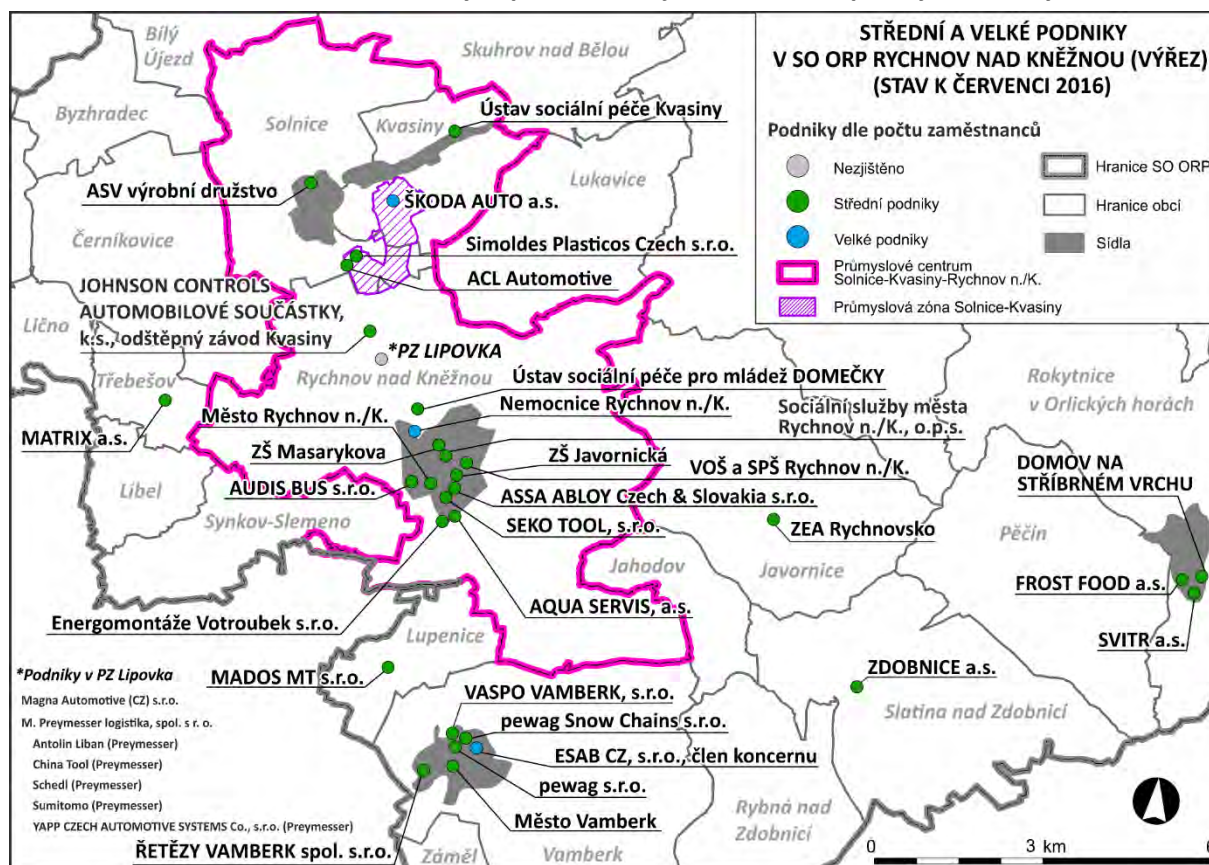 STŘEDNÍ A VELKÉ PODNIKY
V SO ORP RYCHNOV NAD KNĚŽNOU (VÝŘEZ)
(STAV K ČERVENCI 2016)
Podniky dle počtu zaměstnanců
Nezjištěno
Střední podniky
Velké podniky
Průmyslové centrum
Solnice-Kvasiny-Rychnov n./K.
Průmyslová zóna Solnice-Kvasiny
Hranice SO ORP
Hranice obcí
Sídla
Bílý
Újezd
Skuhrov nad Bělou
Byzhradec
Solnice
Kvasiny
Ústav sociální péče Kvasiny
ASV výrobní družstvo
Lukavice
ŠKODA AUTO a.s.
Černíkovice
Simoldes Plasticos Czech s.r.o.
ACL Automotive
JOHNSON CONTROLS
AUTOMOBILOVÉ SOUČÁSTKY,
k.s., odštěpný závod Kvasiny
Lično
*PZ LIPOVKA
Třebešov
Rychnov nad Kněžnou
Ústav sociální péče pro mládež DOMEČKY
Rokytnice
v Orlických horách
Město Rychnov n./K.
Nemocnice Rychnov n./K.
Sociální služby města
Rychnov n./K., o.p.s.
MATRIX a.s.
ZŠ Masarykova
ZŠ Javornická
VOŠ a SPŠ Rychnov n./K.
DOMOV NA
STŘÍBRNÉM VRCHU
Libel
AUDIS BUS s.r.o.
ASSA ABLOY Czech & Slovakia s.r.o.
Synkov-Slemeno
SEKO TOOL, s.r.o.
ZEA Rychnovsko
Pěčín
Jahodov
Javornice
FROST FOOD a.s.
AQUA SERVIS, a.s.
Energomontáže Votroubek s.r.o.
Lupenice
SVITR a.s.
MADOS MT s.r.o.
ZDOBNICE a.s.
VASPO VAMBERK, s.r.o.
Slatina nad Zdobnicí
pewag Snow Chains s.r.o.
ESAB CZ, s.r.o., člen koncernu
pewag s.r.o.
Rybná nad
Zdobnicí
Město Vamberk
ŘETĚZY VAMBERK spol. s.r.o.
Záměl
Vamberk
*Podniky v PZ Lipovka
Magna Automotive (CZ) s.r.o.
M. Preymesser logistika, spol. s r. o.
Antolin Liban (Preymesser)
China Tool (Preymesser)
Schedl (Preymesser)
Sumitomo (Preymesser)
YAPP CZECH AUTOMOTIVE SYSTEMS Co., s.r.o. (Preymesser)
0 3 km 6